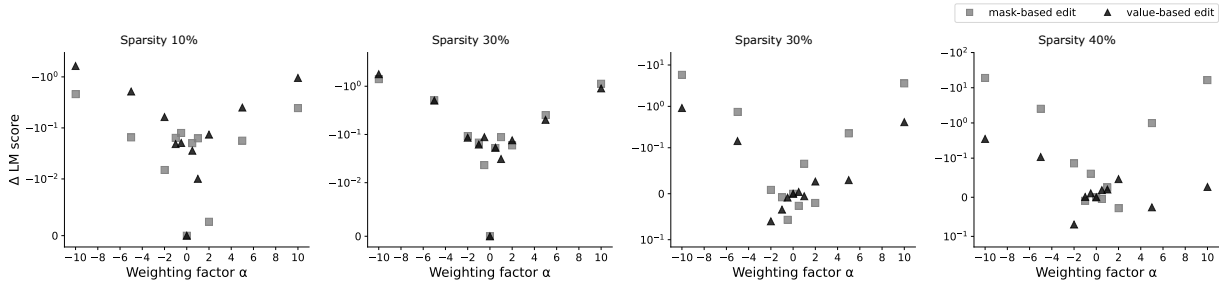 mask-based edit value-based edit
Sparsity 10% Sparsity 30% Sparsity 30% Sparsity 40%
Δ LM score
−10⁰
−10⁻¹
−10⁻²
0
−10⁰
−10⁻¹
−10⁻²
0
−10¹
−10⁰
−10⁻¹
0
10⁻¹
−10²
−10¹
−10⁰
−10⁻¹
0
10⁻¹
−10 −8 −6 −4 −2 0 2 4 6 8 10
−10 −8 −6 −4 −2 0 2 4 6 8 10
−10 −8 −6 −4 −2 0 2 4 6 8 10
−10 −8 −6 −4 −2 0 2 4 6 8 10
Weighting factor α Weighting factor α Weighting factor α Weighting factor α